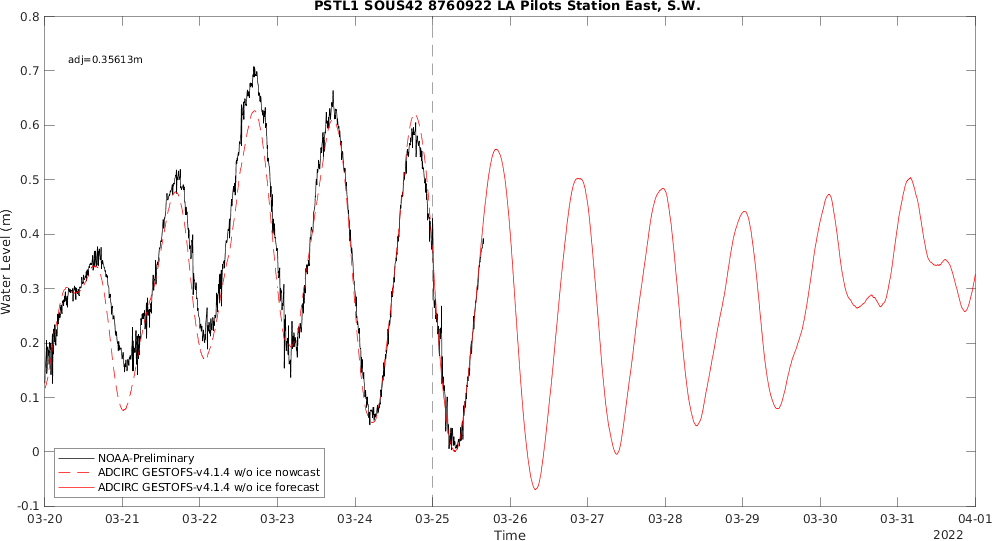 PSTL1 SOUS42 8760922 LA Pilots Station East, S.W.
0.8
adj=0.35613m
0.7
0.6
0.5
0.4
0.3
0.2
0.1
0
-0.1
Water Level (m)
NOAA-Preliminary
ADCIRC GESTOFS-v4.1.4 w/o ice nowcast
ADCIRC GESTOFS-v4.1.4 w/o ice forecast
03-20 03-21 03-22 03-23 03-24 03-25 03-26 03-27 03-28 03-29 03-30 03-31 04-01
Time
2022